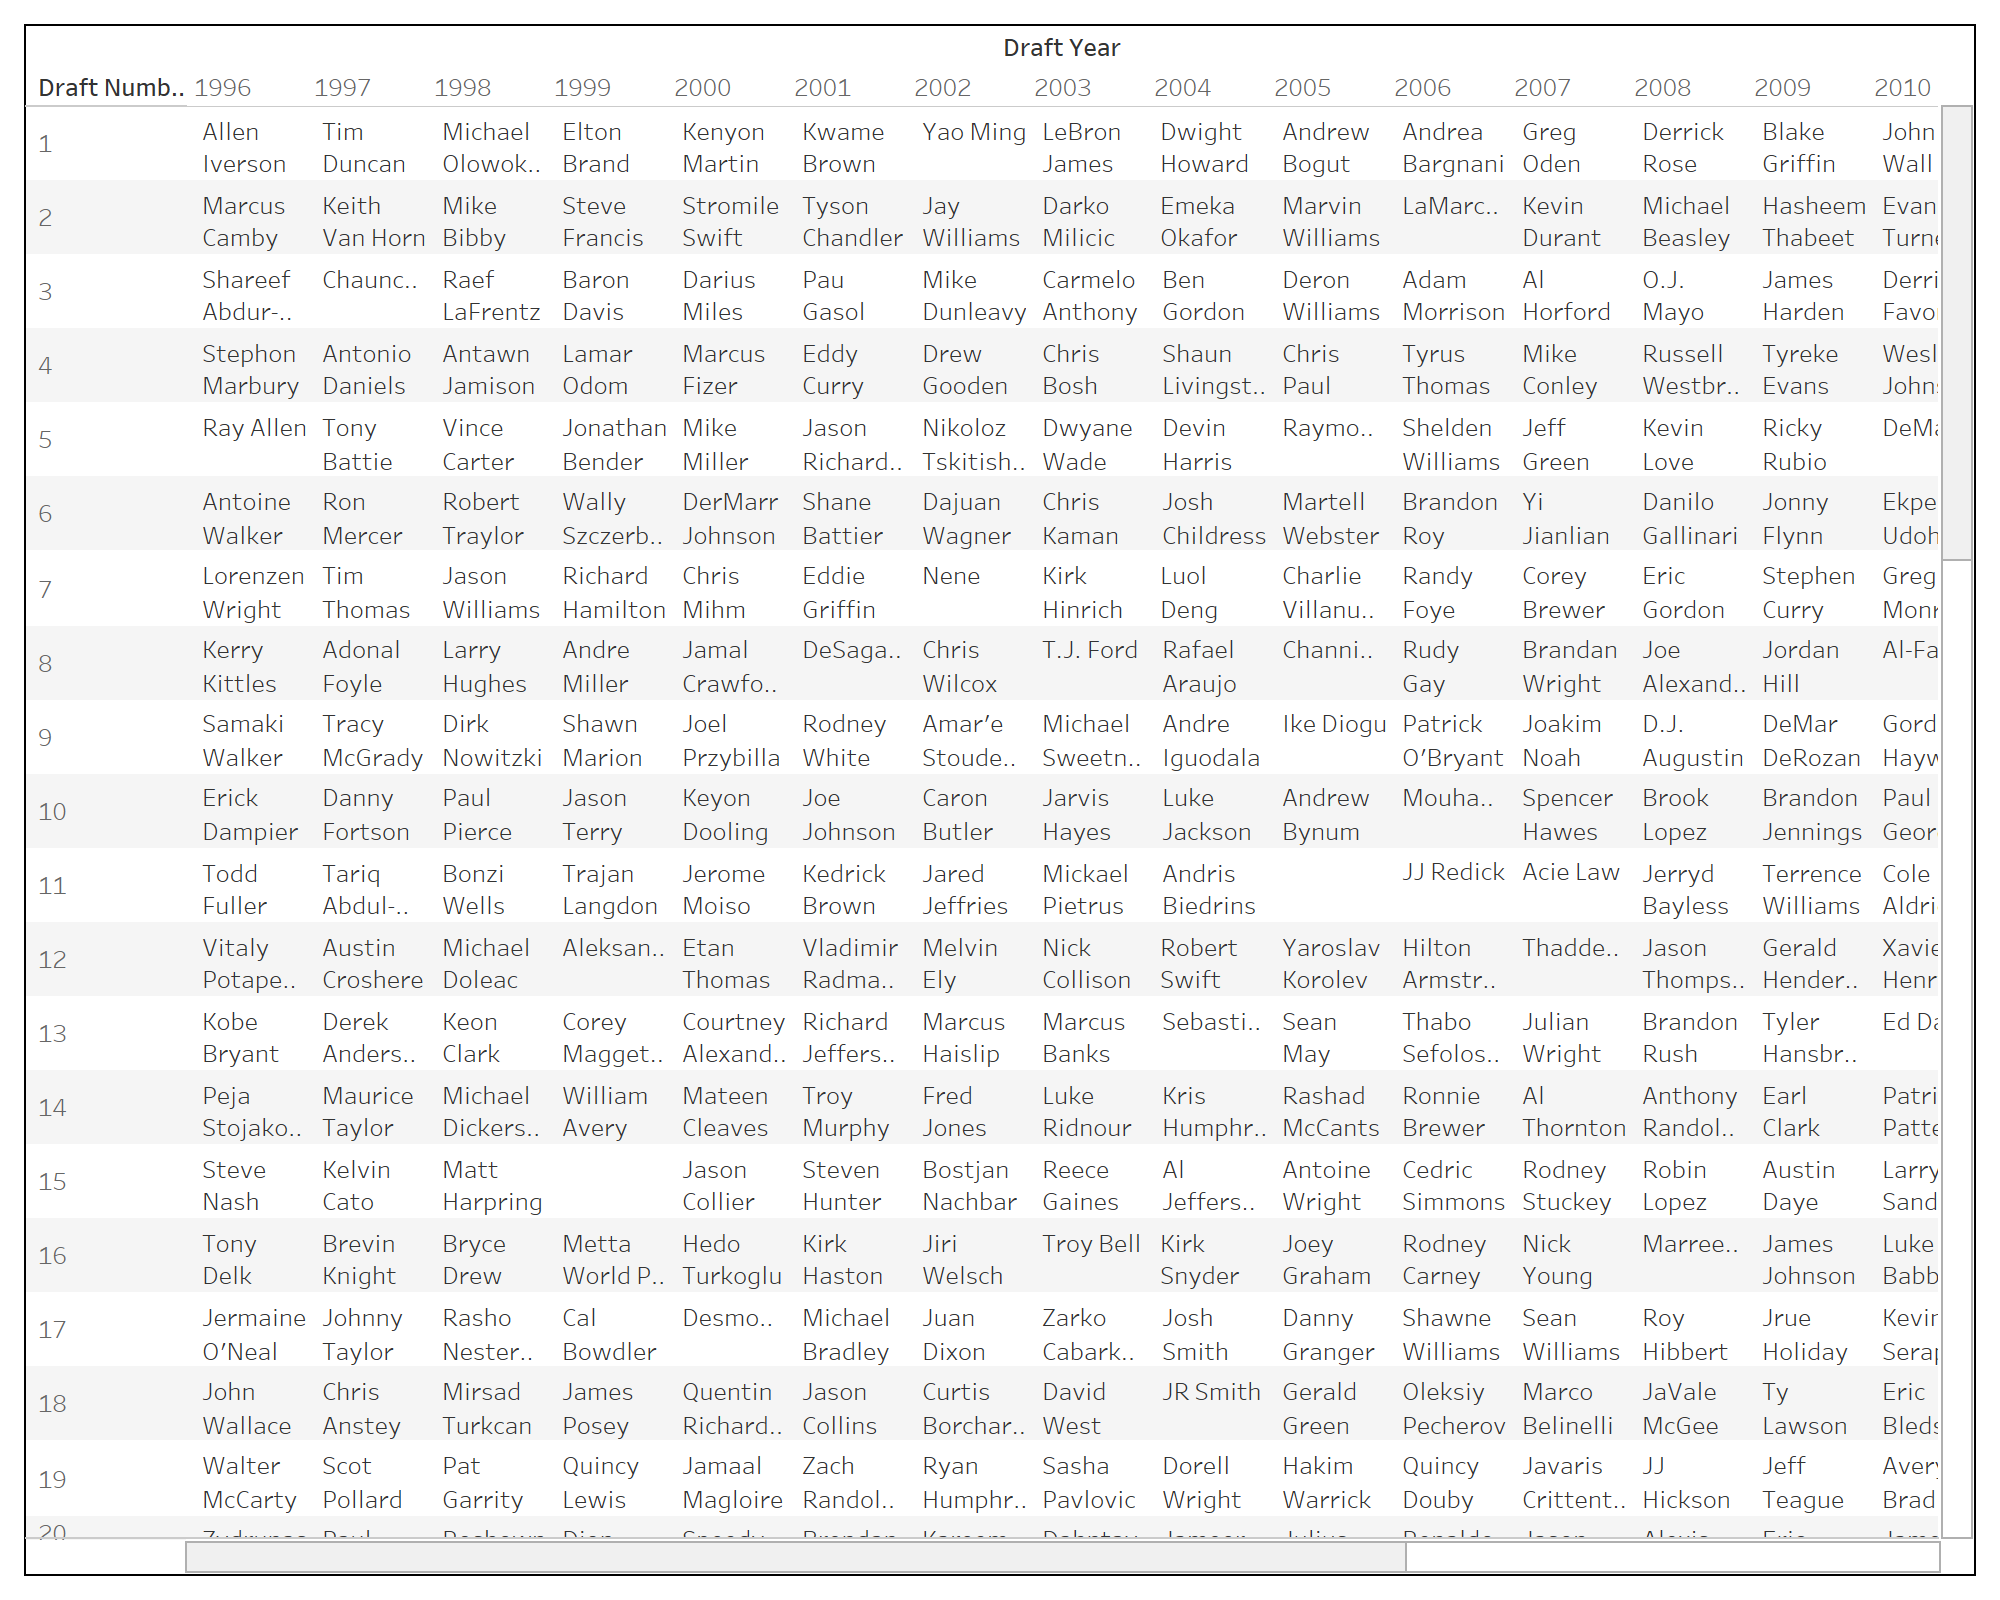 Draft Year
Draft Numb.. 1996 1997 1998 1999 2000 2001 2002 2003 2004 2005 2006 2007 2008 2009 2010
1 Allen Tim Michael Elton Kenyon Kwame Yao Ming LeBron Dwight Andrew Andrea Greg Derrick Blake John
Iverson Duncan Olowok.. Brand Martin Brown James Howard Bogut Bargnani Oden Rose Griffin Wall
2 Marcus Keith Mike Steve Stromile Tyson Jay Darko Emeka Marvin LaMarc.. Kevin Michael Hasheem Evan
Camby Van Horn Bibby Francis Swift Chandler Williams Milicic Okafor Williams Durant Beasley Thabeet Turne
3 Shareef Chaunc.. Raef Baron Darius Pau Mike Carmelo Ben Deron Adam Al O.J. James Derri
Abdur-.. LaFrentz Davis Miles Gasol Dunleavy Anthony Gordon Williams Morrison Horford Mayo Harden Favo
4 Stephon Antonio Antawn Lamar Marcus Eddy Drew Chris Shaun Chris Tyrus Mike Russell Tyreke Wesl
Marbury Daniels Jamison Odom Fizer Curry Gooden Bosh Livingst.. Paul Thomas Conley Westbr.. Evans Johns
5 Ray Allen Tony Vince Jonathan Mike Jason Nikoloz Dwyane Devin Raymo.. Shelden Jeff Kevin Ricky DeMa
Battie Carter Bender Miller Richard.. Tskitish.. Wade Harris Williams Green Love Rubio
6 Antoine Ron Robert Wally DerMarr Shane Dajuan Chris Josh Martell Brandon Yi Danilo Jonny Ekpe
Walker Mercer Traylor Szczerb.. Johnson Battier Wagner Kaman Childress Webster Roy Jianlian Gallinari Flynn Udoh
7 Lorenzen Tim Jason Richard Chris Eddie Nene Kirk Luol Charlie Randy Corey Eric Stephen Greg
Wright Thomas Williams Hamilton Mihm Griffin Hinrich Deng Villanu.. Foye Brewer Gordon Curry Monr
8 Kerry Adonal Larry Andre Jamal DeSaga.. Chris T.J. Ford Rafael Channi.. Rudy Brandan Joe Jordan Al-Fa
Kittles Foyle Hughes Miller Crawfo.. Wilcox Araujo Gay Wright Alexand.. Hill
9 Samaki Tracy Dirk Shawn Joel Rodney Amar'e Michael Andre Ike Diogu Patrick Joakim D.J. DeMar Gord
Walker McGrady Nowitzki Marion Przybilla White Stoude.. Sweetn.. Iguodala O'Bryant Noah Augustin DeRozan Hayw
10 Erick Danny Paul Jason Keyon Joe Caron Jarvis Luke Andrew Mouha.. Spencer Brook Brandon Paul
Dampier Fortson Pierce Terry Dooling Johnson Butler Hayes Jackson Bynum Hawes Lopez Jennings Geor
11 Todd Tariq Bonzi Trajan Jerome Kedrick Jared Mickael Andris JJ Redick Acie Law Jerryd Terrence Cole
Fuller Abdul-.. Wells Langdon Moiso Brown Jeffries Pietrus Biedrins Bayless Williams Aldri
12 Vitaly Austin Michael Aleksan.. Etan Vladimir Melvin Nick Robert Yaroslav Hilton Thadde.. Jason Gerald Xavie
Potape.. Croshere Doleac Thomas Radma.. Ely Collison Swift Korolev Armstr.. Thomps.. Hender.. Henr
13 Kobe Derek Keon Corey Courtney Richard Marcus Marcus Sebasti.. Sean Thabo Julian Brandon Tyler Ed Da
Bryant Anders.. Clark Magget.. Alexand.. Jeffers.. Haislip Banks May Sefolos.. Wright Rush Hansbr..
14 Peja Maurice Michael William Mateen Troy Fred Luke Kris Rashad Ronnie Al Anthony Earl Patri
Stojako.. Taylor Dickers.. Avery Cleaves Murphy Jones Ridnour Humphr.. McCants Brewer Thornton Randol.. Clark Patte
15 Steve Kelvin Matt Jason Steven Bostjan Reece Al Antoine Cedric Rodney Robin Austin Larry
Nash Cato Harpring Collier Hunter Nachbar Gaines Jeffers.. Wright Simmons Stuckey Lopez Daye Sand
16 Tony Brevin Bryce Metta Hedo Kirk Jiri Troy Bell Kirk Joey Rodney Nick Marree.. James Luke
Delk Knight Drew World P.. Turkoglu Haston Welsch Snyder Graham Carney Young Johnson Babb
17 Jermaine Johnny Rasho Cal Desmo.. Michael Juan Zarko Josh Danny Shawne Sean Roy Jrue Kevin
O'Neal Taylor Nester.. Bowdler Bradley Dixon Cabark.. Smith Granger Williams Williams Hibbert Holiday Serap
18 John Chris Mirsad James Quentin Jason Curtis David JR Smith Gerald Oleksiy Marco JaVale Ty Eric
Wallace Anstey Turkcan Posey Richard.. Collins Borchar.. West Green Pecherov Belinelli McGee Lawson Bleds
19 Walter Scot Pat Quincy Jamaal Zach Ryan Sasha Dorell Hakim Quincy Javaris JJ Jeff Avery
McCarty Pollard Garrity Lewis Magloire Randol.. Humphr.. Pavlovic Wright Warrick Douby Crittent.. Hickson Teague Brad
20